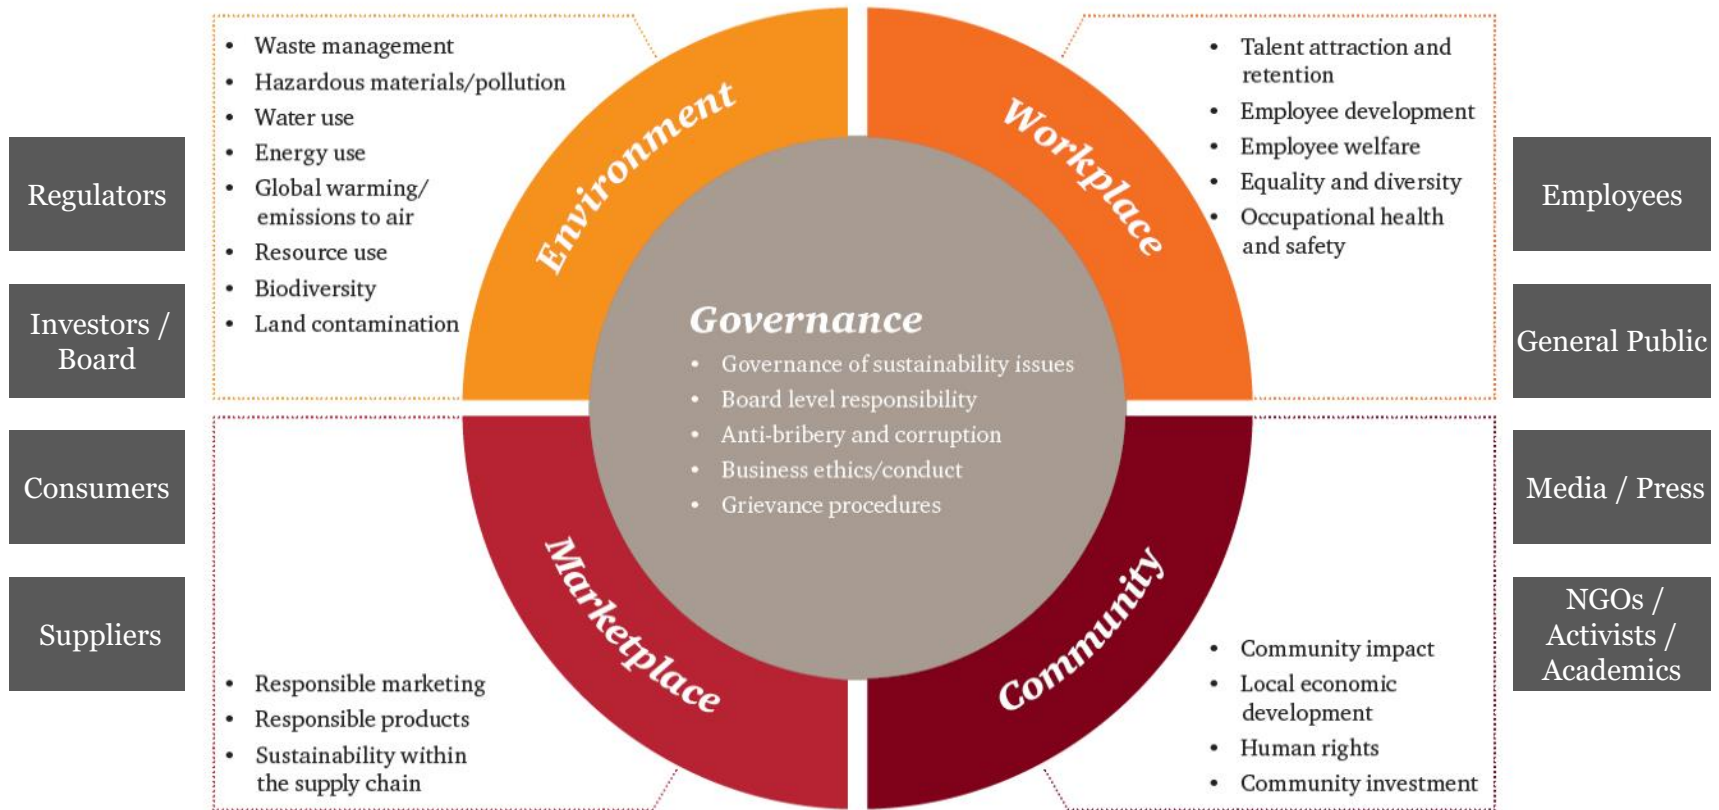 Regulators
Investors /
Board
Consumers
Suppliers
• Waste management
• Hazardous materials/pollution
• Water use
• Energy use
• Global warming/
emissions to air
• Resource use
• Biodiversity
• Land contamination
Environment
Workplace
• Talent attraction and
retention
• Employee development
• Employee welfare
• Equality and diversity
• Occupational health
and safety
Governance
• Governance of sustainability issues
• Board level responsibility
• Anti-bribery and corruption
• Business ethics/conduct
• Grievance procedures
Marketplace
• Responsible marketing
• Responsible products
• Sustainability within
the supply chain
Community
• Community impact
• Local economic
development
• Human rights
• Community investment
Employees
General Public
Media / Press
NGOs /
Activists /
Academics